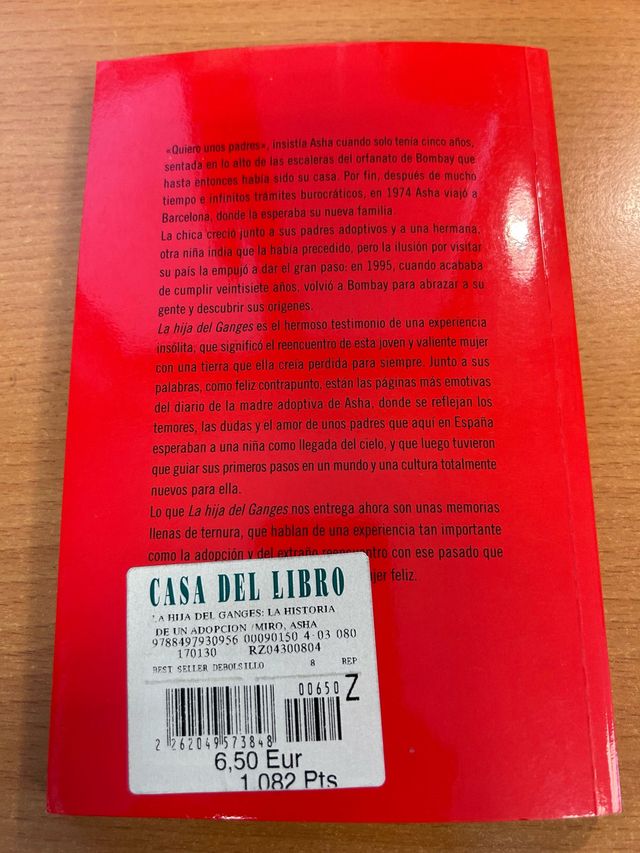 «Quiero unos padres», insistía Asha cuando solo tenía cinco años,
sentada en lo alto de las escaleras del orfanato de Bombay que
hasta entonces había sido su casa. Por fin, después de mucho
tiempo e infinitos trámites burocráticos, en 1974 Asha viajó a
Barcelona, donde la esperaba su nueva familia.
La chica creció junto a sus padres adoptivos y a una hermana,
otra niña india que la había precedido, pero la ilusión por visitar
su país la empujó a dar el gran paso: en 1995, cuando acababa
de cumplir veintisiete años, volvió a Bombay para abrazar a su
gente y descubrir sus orígenes.
La hija del Ganges es el hermoso testimonio de una experiencia
insólita, que significó el reencuentro de esta joven y valiente mujer
con una tierra que ella creía perdida para siempre. Junto a sus
palabras, como feliz contrapunto, están las páginas más emotivas
del diario de la madre adoptiva de Asha, donde se reflejan los
temores, las dudas y el amor de unos padres que aquí en España
esperaban a una niña como llegada del cielo, y que luego tuvieron
que guiar sus primeros pasos en un mundo y una cultura totalmente
nuevos para ella.
Lo que La hija del Ganges nos entrega ahora son unas memorias
llenas de ternura, que hablan de una experiencia tan importante
como la adopción y del extraño reencuentro con ese pasado que
feliz.
CASA DEL LIBRO
LA HIJA DEL GANGES: LA HISTORIA
DE UN ADOPCION /MIRO, ASHA
9788497930956 00090150 4-03 080
170130 RZ04300804
BEST SELLER DEBOLSILLO 8 REP
00650 Z
2 262049 573848
6,50 Eur
1.082 Pts